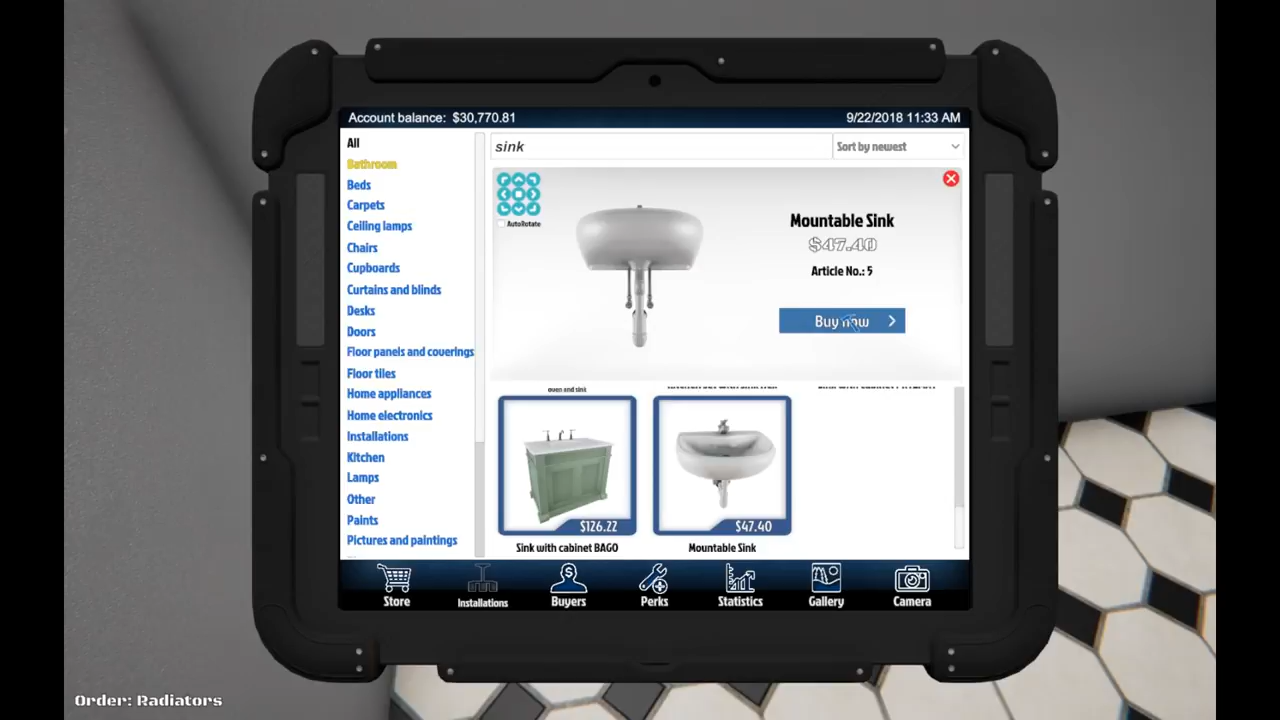 Account balance: $30,770.81
9/22/2018 11:33 AM
All
Bathroom
Beds
Carpets
Ceiling lamps
Chairs
Cupboards
Curtains and blinds
Desks
Doors
Floor panels and coverings
Floor tiles
Home appliances
Home electronics
Installations
Kitchen
Lamps
Other
Paints
Pictures and paintings
sink
Sort by newest
AutoRotate
Mountable Sink
$47.40
Article No.: 5
Buy now
oven and sink
$126.22
$47.40
Sink with cabinet BAGO
Mountable Sink
Store
Installations
Buyers
Perks
Statistics
Gallery
Camera
Order: Radiators